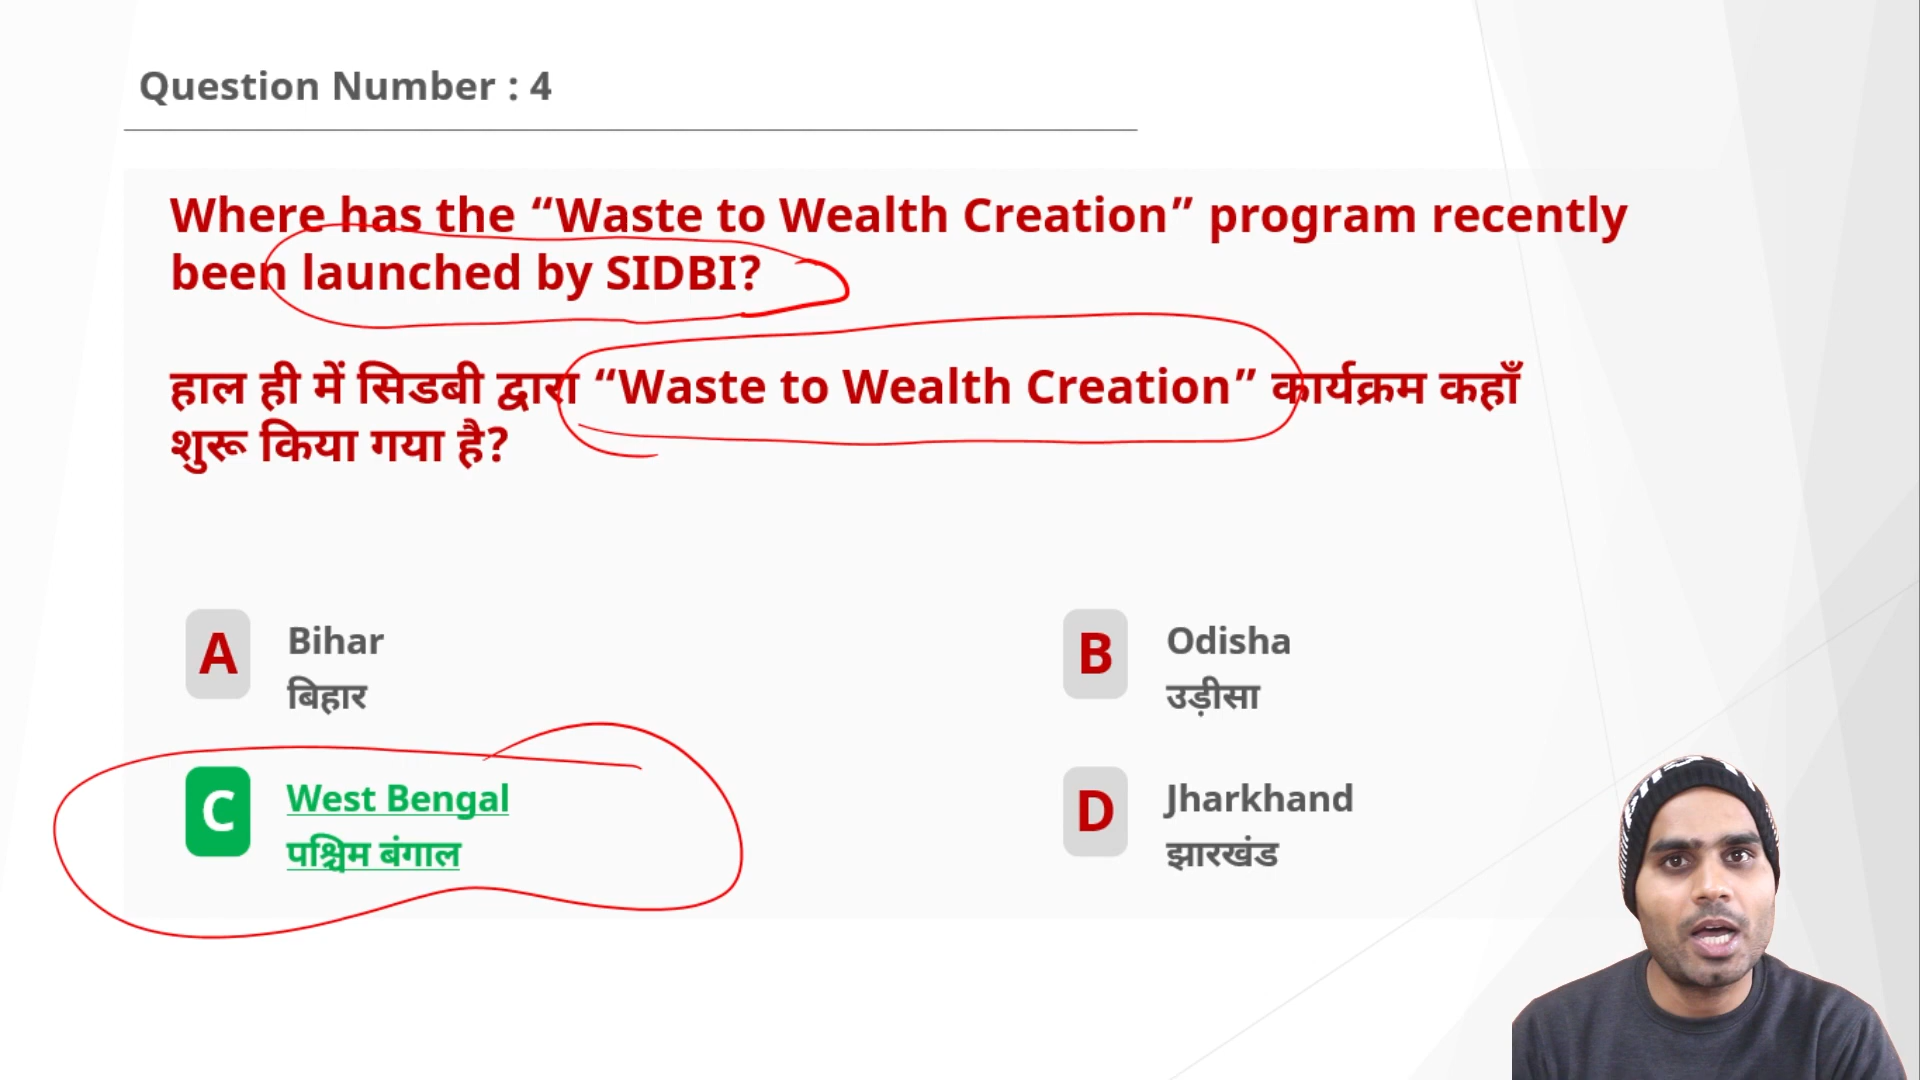 Question Number : 4
Where has the “Waste to Wealth Creation” program recently
been launched by SIDBI?
हाल ही में सिडबी द्वारा “Waste to Wealth Creation” कार्यक्रम कहाँ
शुरू किया गया है?
A Bihar
बिहार
B Odisha
उड़ीसा
C West Bengal
पश्चिम बंगाल
D Jharkhand
झारखंड